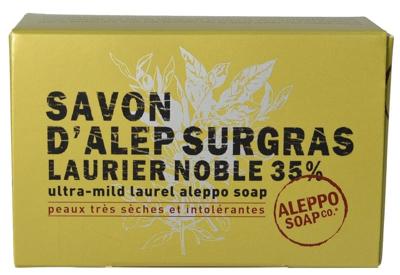 SAVON
D'ALEP SURGRAS
LAURIER NOBLE 35%
ultra-mild laurel aleppo soap
peaux très sèches et intolérantes
ALEPPO
SOAP CO.®